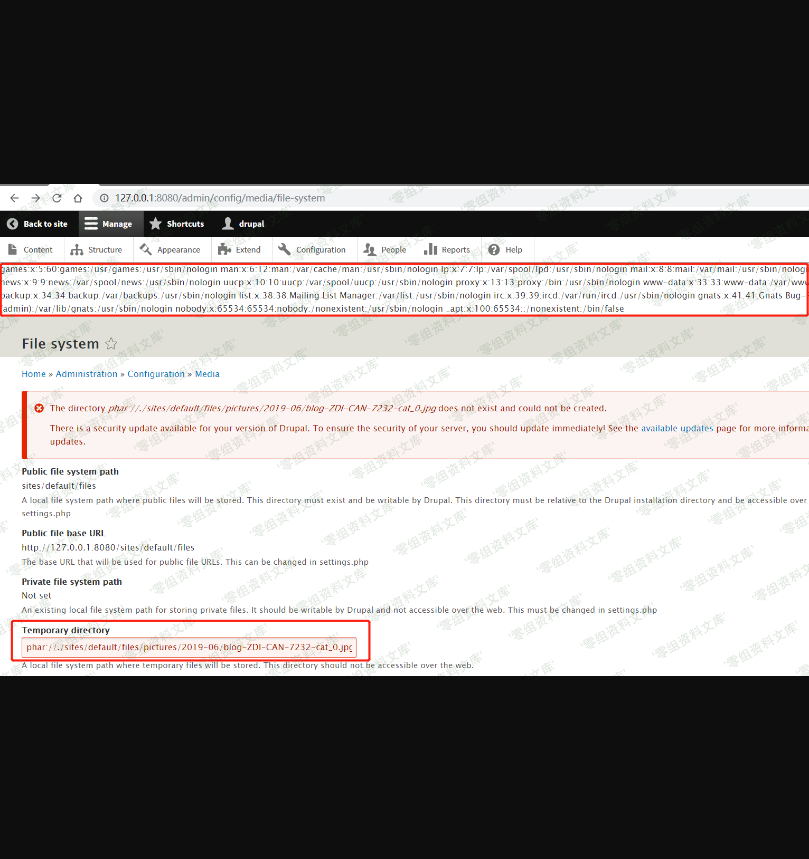 127.0.0.1:8080/admin/config/media/file-system
Back to site Manage Shortcuts drupal
Content Structure Appearance Extend Configuration People Reports Help
games:x:5:60:games:/usr/games:/usr/sbin/nologin man:x:6:12:man:/var/cache/man:/usr/sbin/nologin lp:x:7:7:lp:/var/spool/lpd:/usr/sbin/nologin mail:x:8:8:mail:/var/mail:/usr/sbin/nologin
news:x:9:9:news:/var/spool/news:/usr/sbin/nologin uucp:x:10:10:uucp:/var/spool/uucp:/usr/sbin/nologin proxy:x:13:13:proxy:/bin:/usr/sbin/nologin www-data:x:33:33:www-data:/var/www
backup:x:34:34:backup:/var/backups:/usr/sbin/nologin list:x:38:38:Mailing List Manager:/var/list:/usr/sbin/nologin irc:x:39:39:ircd:/var/run/ircd:/usr/sbin/nologin gnats:x:41:41:Gnats Bug-
(admin):/var/lib/gnats:/usr/sbin/nologin nobody:x:65534:65534:nobody:/nonexistent:/usr/sbin/nologin _apt:x:100:65534::/nonexistent:/bin/false
File system
Home » Administration » Configuration » Media
The directory phar://./sites/default/files/pictures/2019-06/blog-ZDI-CAN-7232-cat_0.jpg does not exist and could not be created.
There is a security update available for your version of Drupal. To ensure the security of your server, you should update immediately! See the available updates page for more informa
updates.
Public file system path
sites/default/files
A local file system path where public files will be stored. This directory must exist and be writable by Drupal. This directory must be relative to the Drupal installation directory and be accessible over
settings.php
Public file base URL
http://127.0.0.1:8080/sites/default/files
The base URL that will be used for public file URLs. This can be changed in settings.php
Private file system path
Not set
An existing local file system path for storing private files. It should be writable by Drupal and not accessible over the web. This must be changed in settings.php
Temporary directory
phar://./sites/default/files/pictures/2019-06/blog-ZDI-CAN-7232-cat_0.jpg
A local file system path where temporary files will be stored. This directory should not be accessible over the web.
零组资料文库